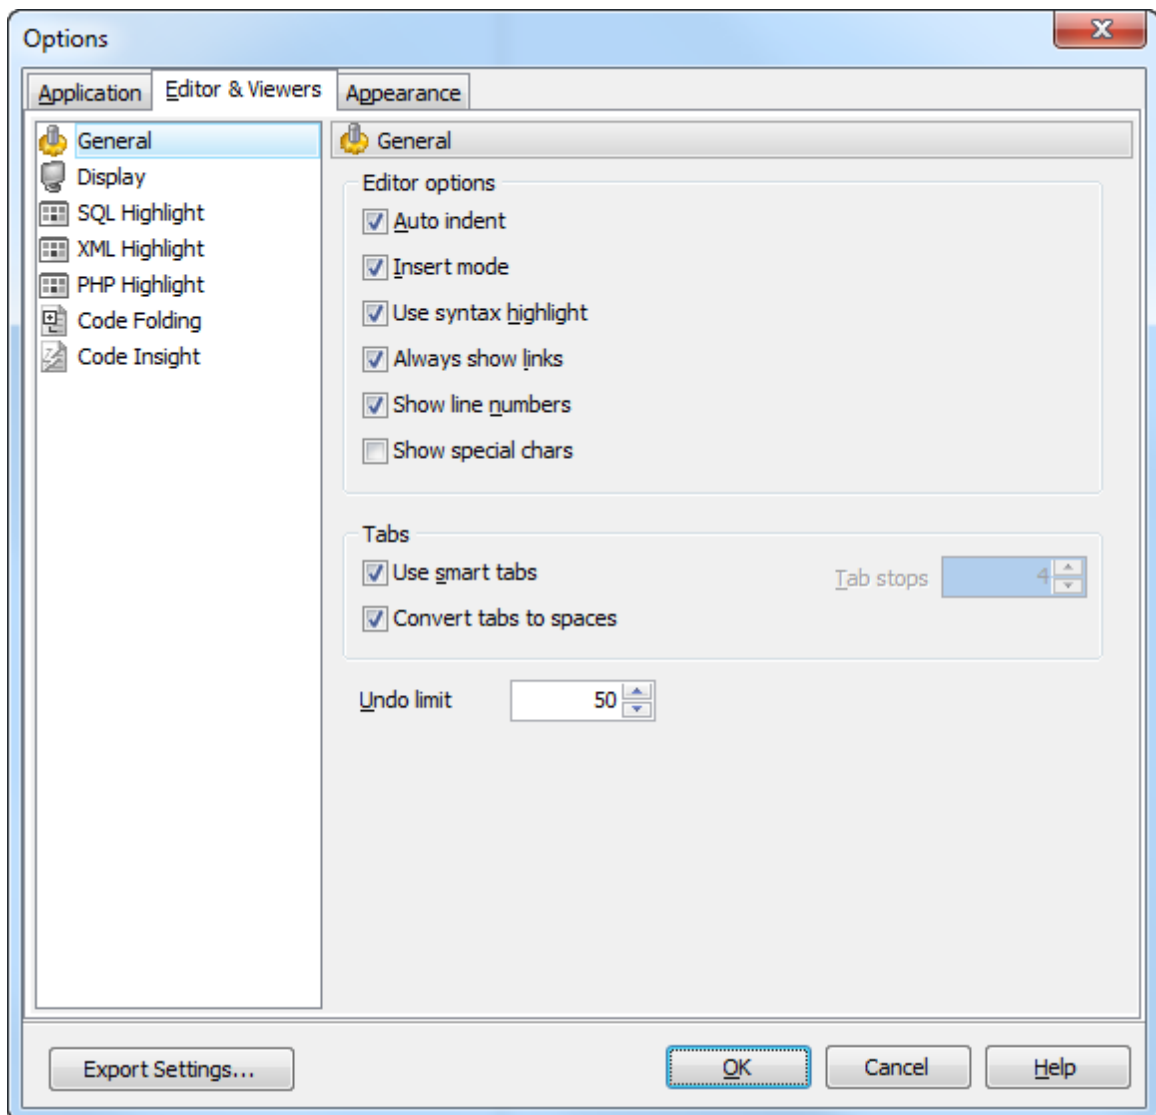 Options
Application Editor & Viewers Appearance
General
Display
SQL Highlight
XML Highlight
PHP Highlight
Code Folding
Code Insight
General
Editor options
Auto indent
Insert mode
Use syntax highlight
Always show links
Show line numbers
Show special chars
Tabs
Use smart tabs Tab stops 4
Convert tabs to spaces
Undo limit 50
Export Settings... OK Cancel Help